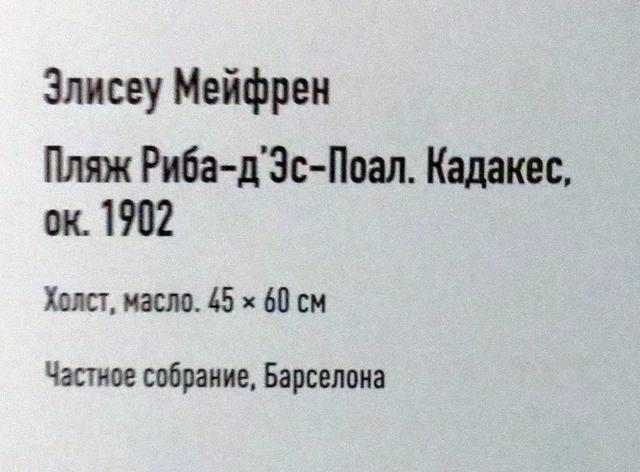 Элисеу Мейфрен
Пляж Риба-д'Эс-Поал. Кадакес,
ок. 1902
Холст, масло. 45 × 60 см
Частное собрание, Барселона